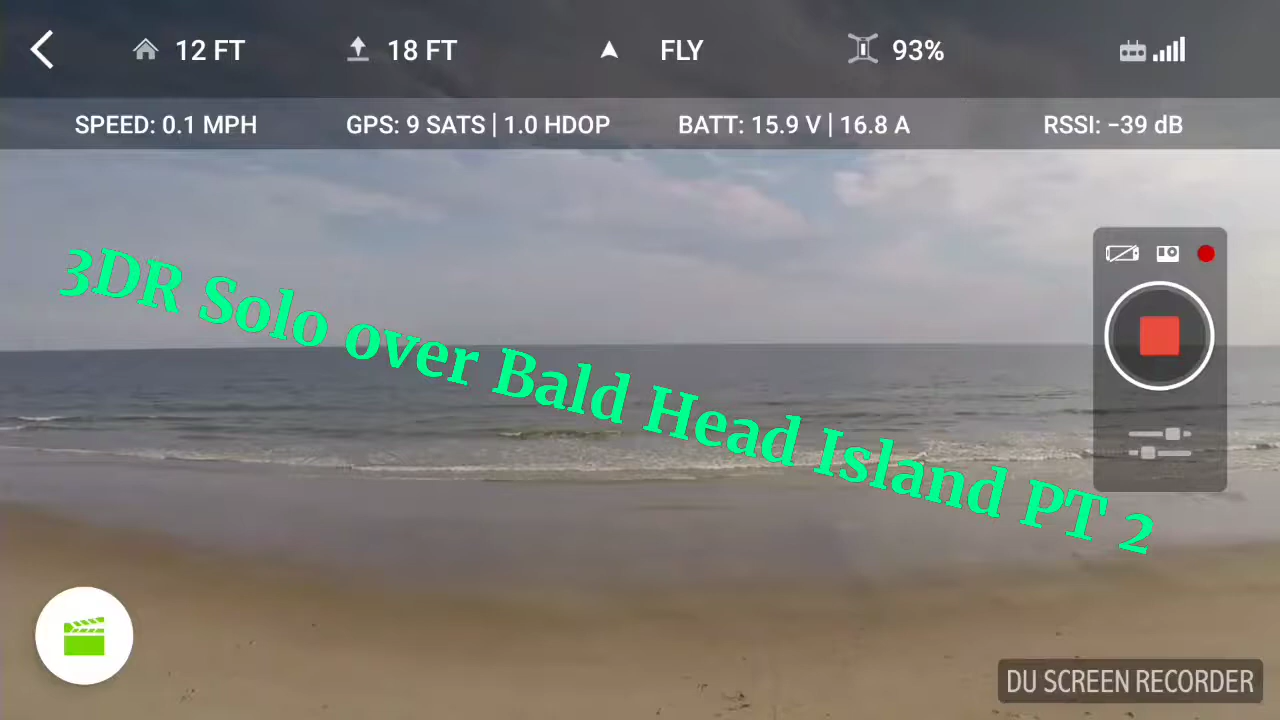 12 FT 18 FT FLY 93%
SPEED: 0.1 MPH GPS: 9 SATS | 1.0 HDOP BATT: 15.9 V | 16.8 A RSSI: −39 dB
3DR Solo over Bald Head Island PT 2
DU SCREEN RECORDER